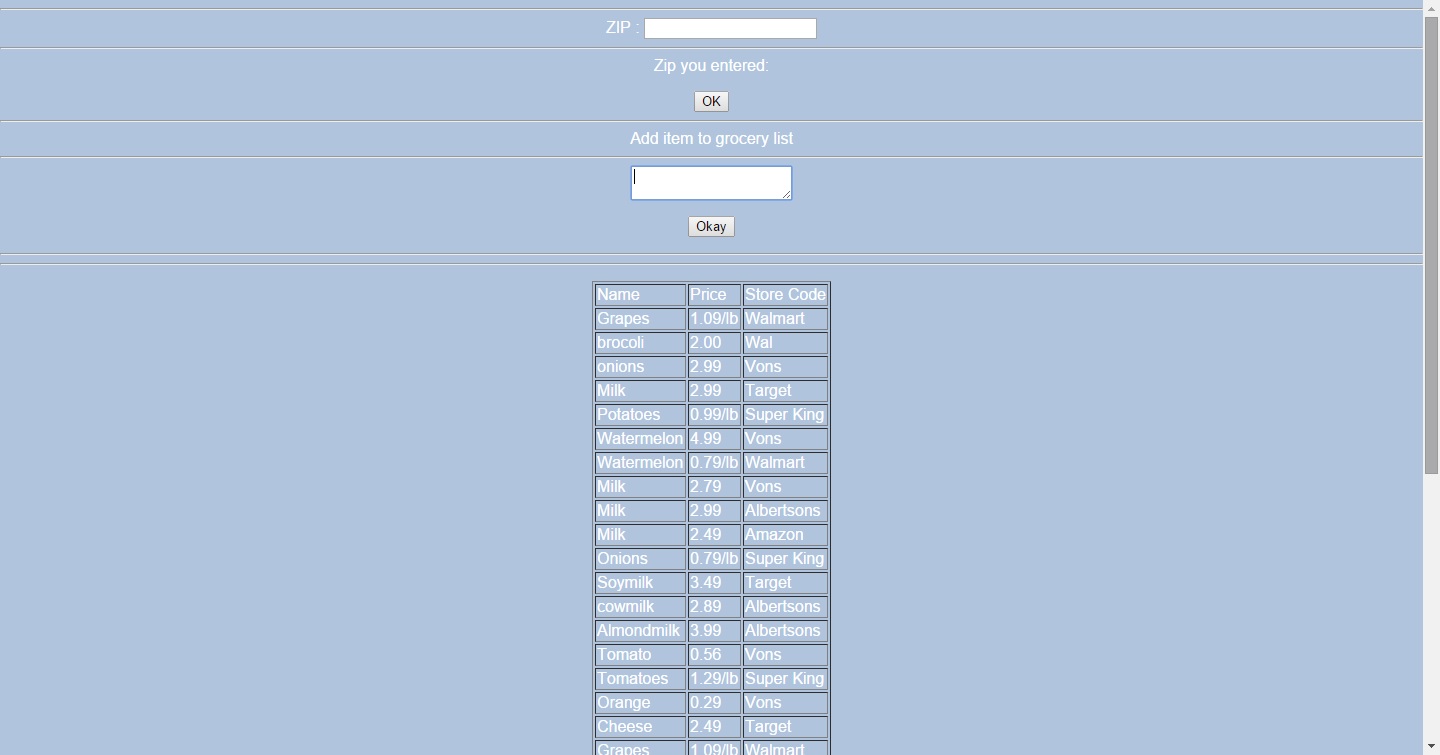 ZIP :
Zip you entered:
OK
Add item to grocery list
Okay
Name Price Store Code
Grapes 1.09/lb Walmart
brocoli 2.00 Wal
onions 2.99 Vons
Milk 2.99 Target
Potatoes 0.99/lb Super King
Watermelon 4.99 Vons
Watermelon 0.79/lb Walmart
Milk 2.79 Vons
Milk 2.99 Albertsons
Milk 2.49 Amazon
Onions 0.79/lb Super King
Soymilk 3.49 Target
cowmilk 2.89 Albertsons
Almondmilk 3.99 Albertsons
Tomato 0.56 Vons
Tomatoes 1.29/lb Super King
Orange 0.29 Vons
Cheese 2.49 Target
Grapes 1.09/lb Walmart